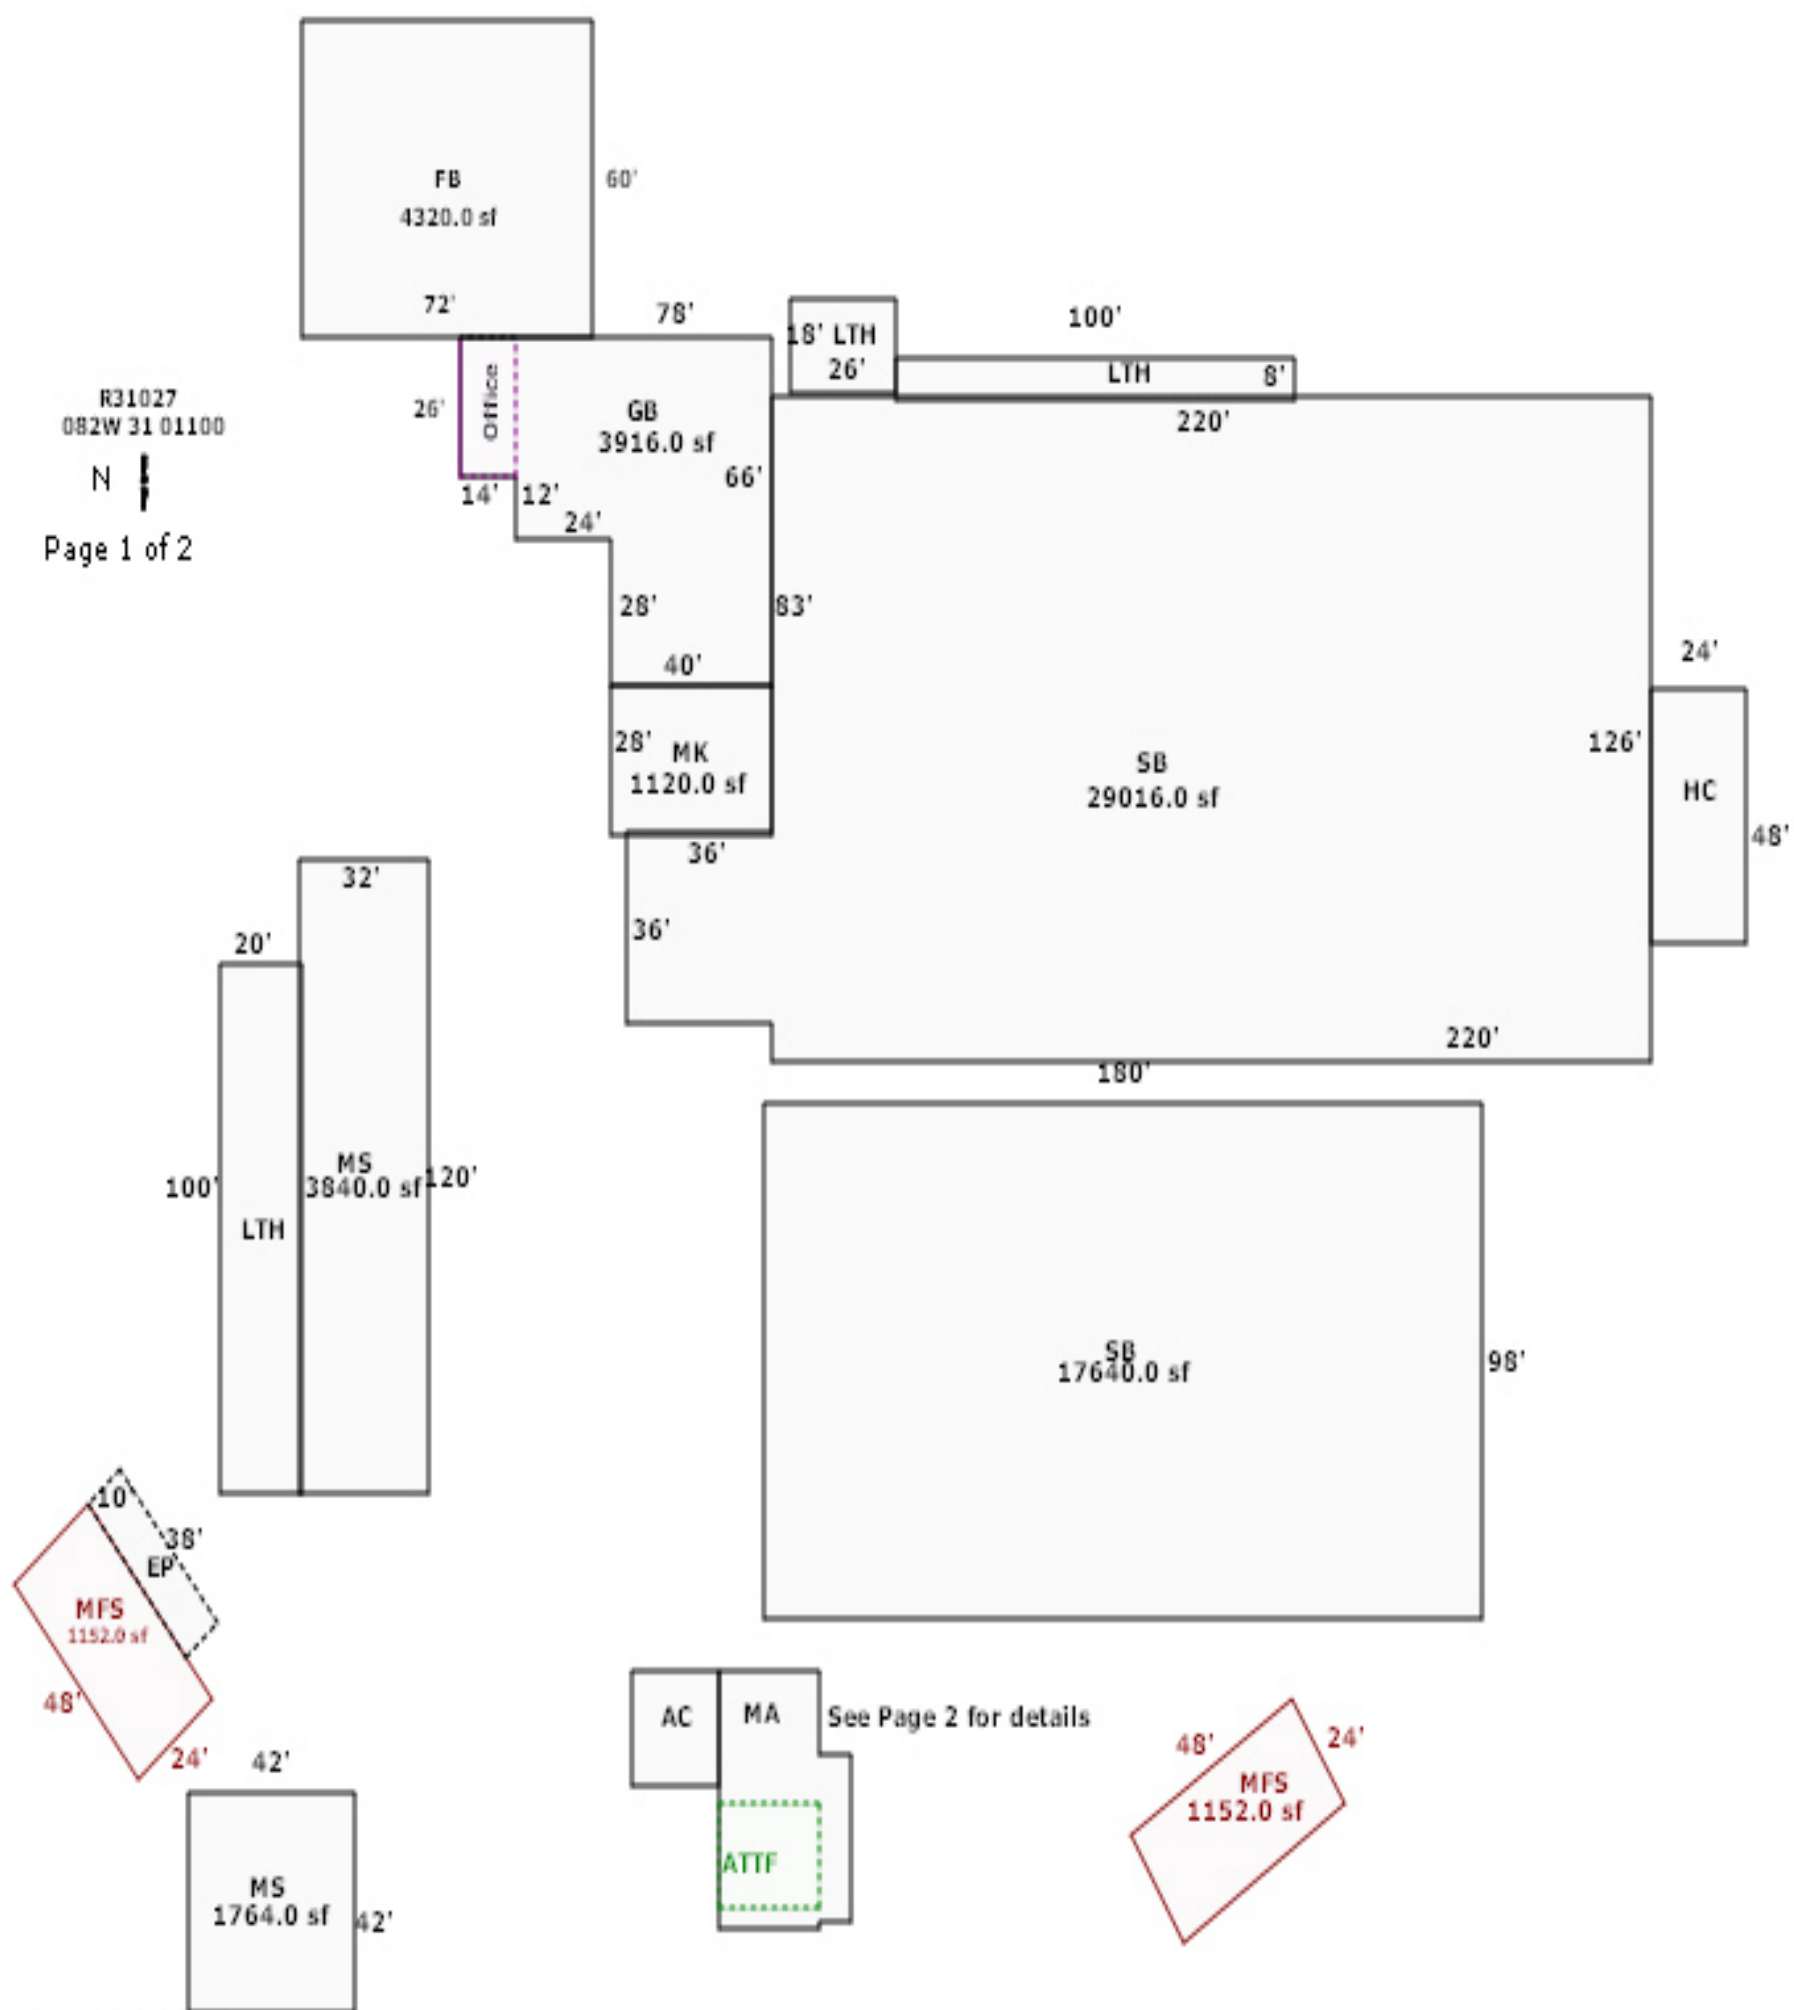 FB
4320.0 sf
60'
72'
78'
18' LTH
26'
100'
LTH
8'
220'
R31027
082W 31 01100
N
Page 1 of 2
26'
Office
GB
3916.0 sf
66'
14'
12'
24'
28'
83'
40'
28'
MK
1120.0 sf
36'
36'
SB
29016.0 sf
126'
24'
HC
48'
220'
180'
32'
20'
100'
LTH
MS
3840.0 sf
120'
SB
17640.0 sf
98'
10'
38'
EP
MFS
1152.0 sf
48'
24'
42'
MS
1764.0 sf
42'
AC
MA
See Page 2 for details
ATTF
48'
24'
MFS
1152.0 sf